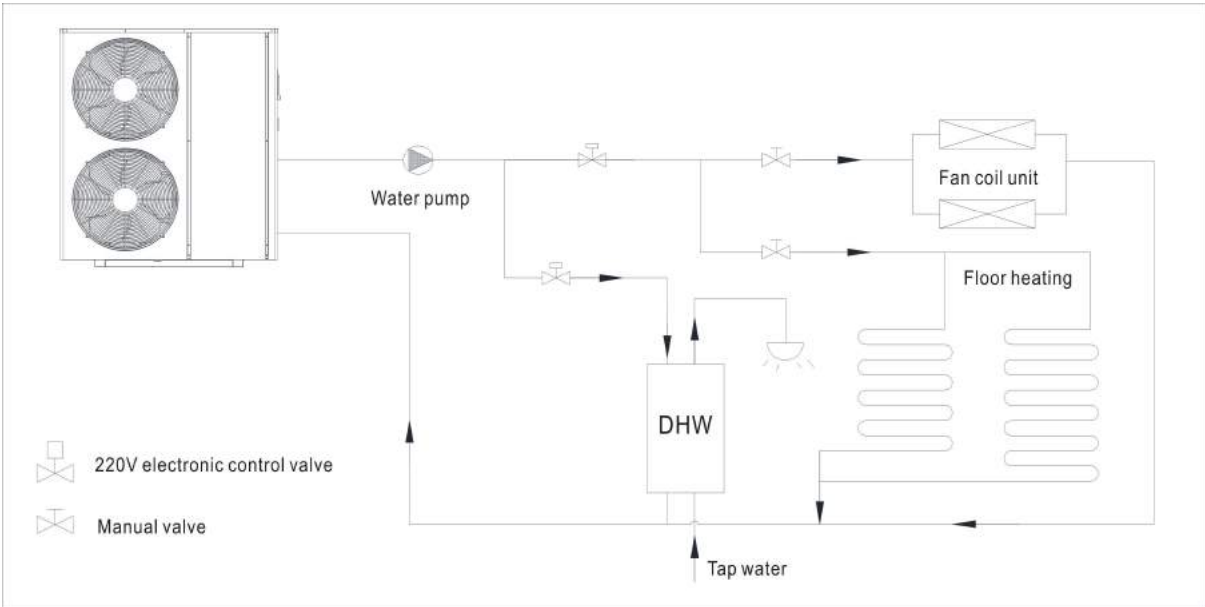 Water pump
Fan coil unit
Floor heating
DHW
220V electronic control valve
Manual valve
Tap water